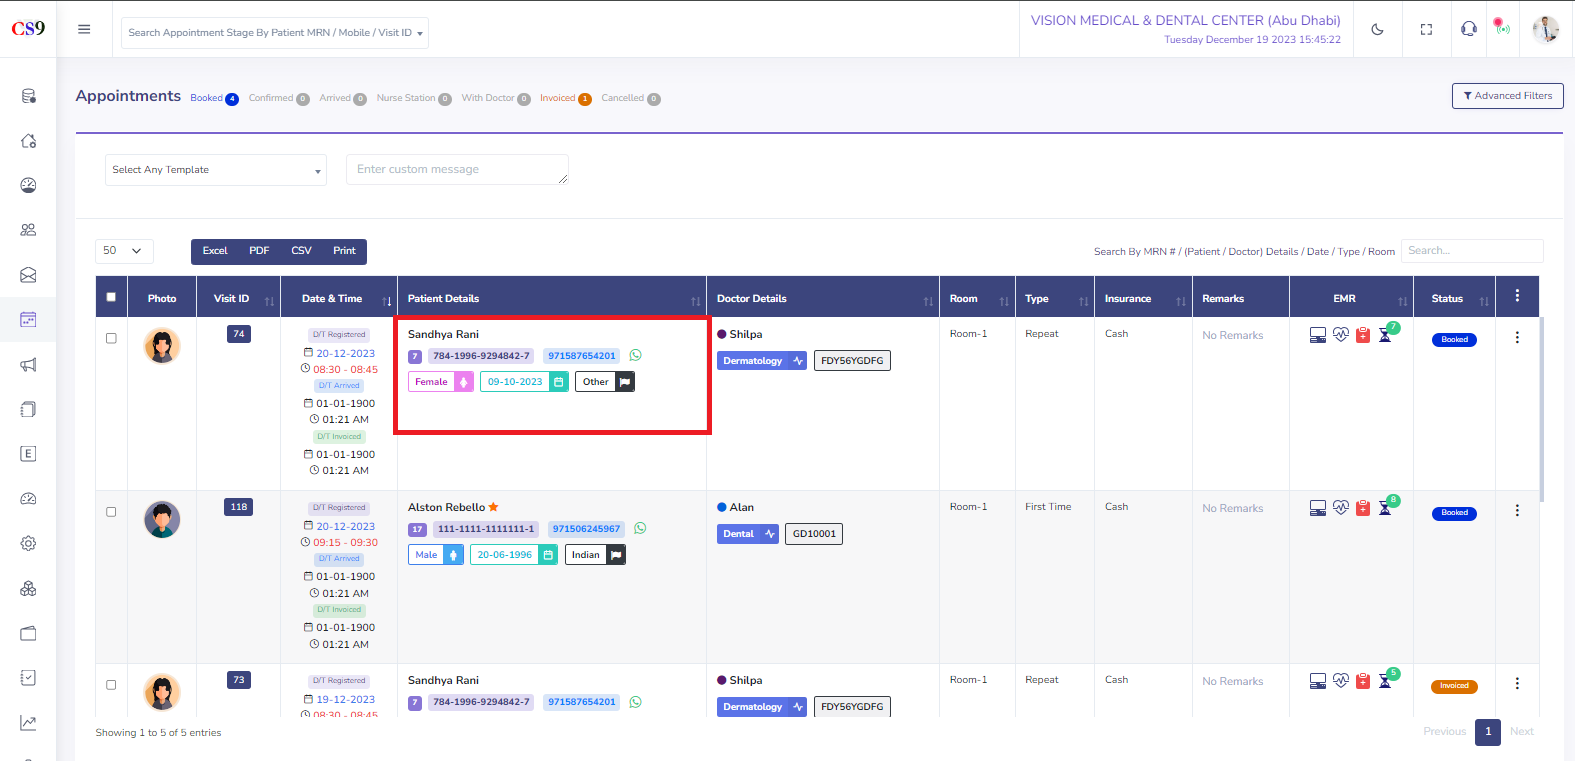 CS9
Search Appointment Stage By Patient MRN / Mobile / Visit ID
VISION MEDICAL & DENTAL CENTER (Abu Dhabi)
Tuesday December 19 2023 15:45:22
Appointments Booked 4 Confirmed 0 Arrived 0 Nurse Station 0 With Doctor 0 Invoiced 1 Cancelled 0
Advanced Filters
Select Any Template
Enter custom message
50
Excel PDF CSV Print
Search By MRN # / (Patient / Doctor) Details / Date / Type / Room
Search...
Photo Visit ID Date & Time Patient Details Doctor Details Room Type Insurance Remarks EMR Status
74
D/T Registered
20-12-2023
08:30 - 08:45
D/T Arrived
01-01-1900
01:21 AM
D/T Invoiced
01-01-1900
01:21 AM
Sandhya Rani
7 784-1996-9294842-7 971587654201
Female 09-10-2023 Other
Shilpa
Dermatology FDY56YGDFG
Room-1
Repeat
Cash
No Remarks
7
Booked
118
D/T Registered
20-12-2023
09:15 - 09:30
D/T Arrived
01-01-1900
01:21 AM
D/T Invoiced
01-01-1900
01:21 AM
Alston Rebello
17 111-1111-1111111-1 971506245967
Male 20-06-1996 Indian
Alan
Dental GD10001
Room-1
First Time
Cash
No Remarks
8
Booked
73
D/T Registered
19-12-2023
08:30 - 08:45
Sandhya Rani
7 784-1996-9294842-7 971587654201
Shilpa
Dermatology FDY56YGDFG
Room-1
Repeat
Cash
No Remarks
5
Invoiced
Showing 1 to 5 of 5 entries
Previous 1 Next
E